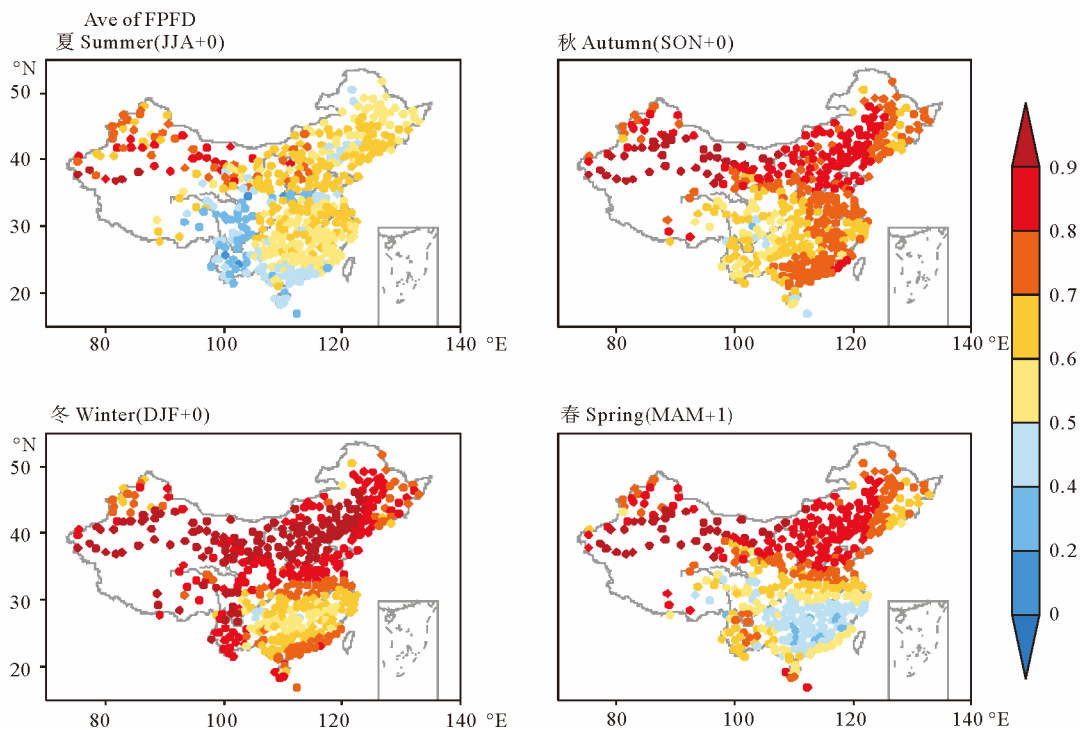 Ave of FPFD
夏 Summer(JJA+0)
秋 Autumn(SON+0)
°N
50
40
30
20
80
100
120
140 °E
80
100
120
140 °E
0.9
0.8
0.7
0.6
0.5
0.4
0.2
0
冬 Winter(DJF+0)
春 Spring(MAM+1)
°N
50
40
30
20
80
100
120
140 °E
80
100
120
140 °E